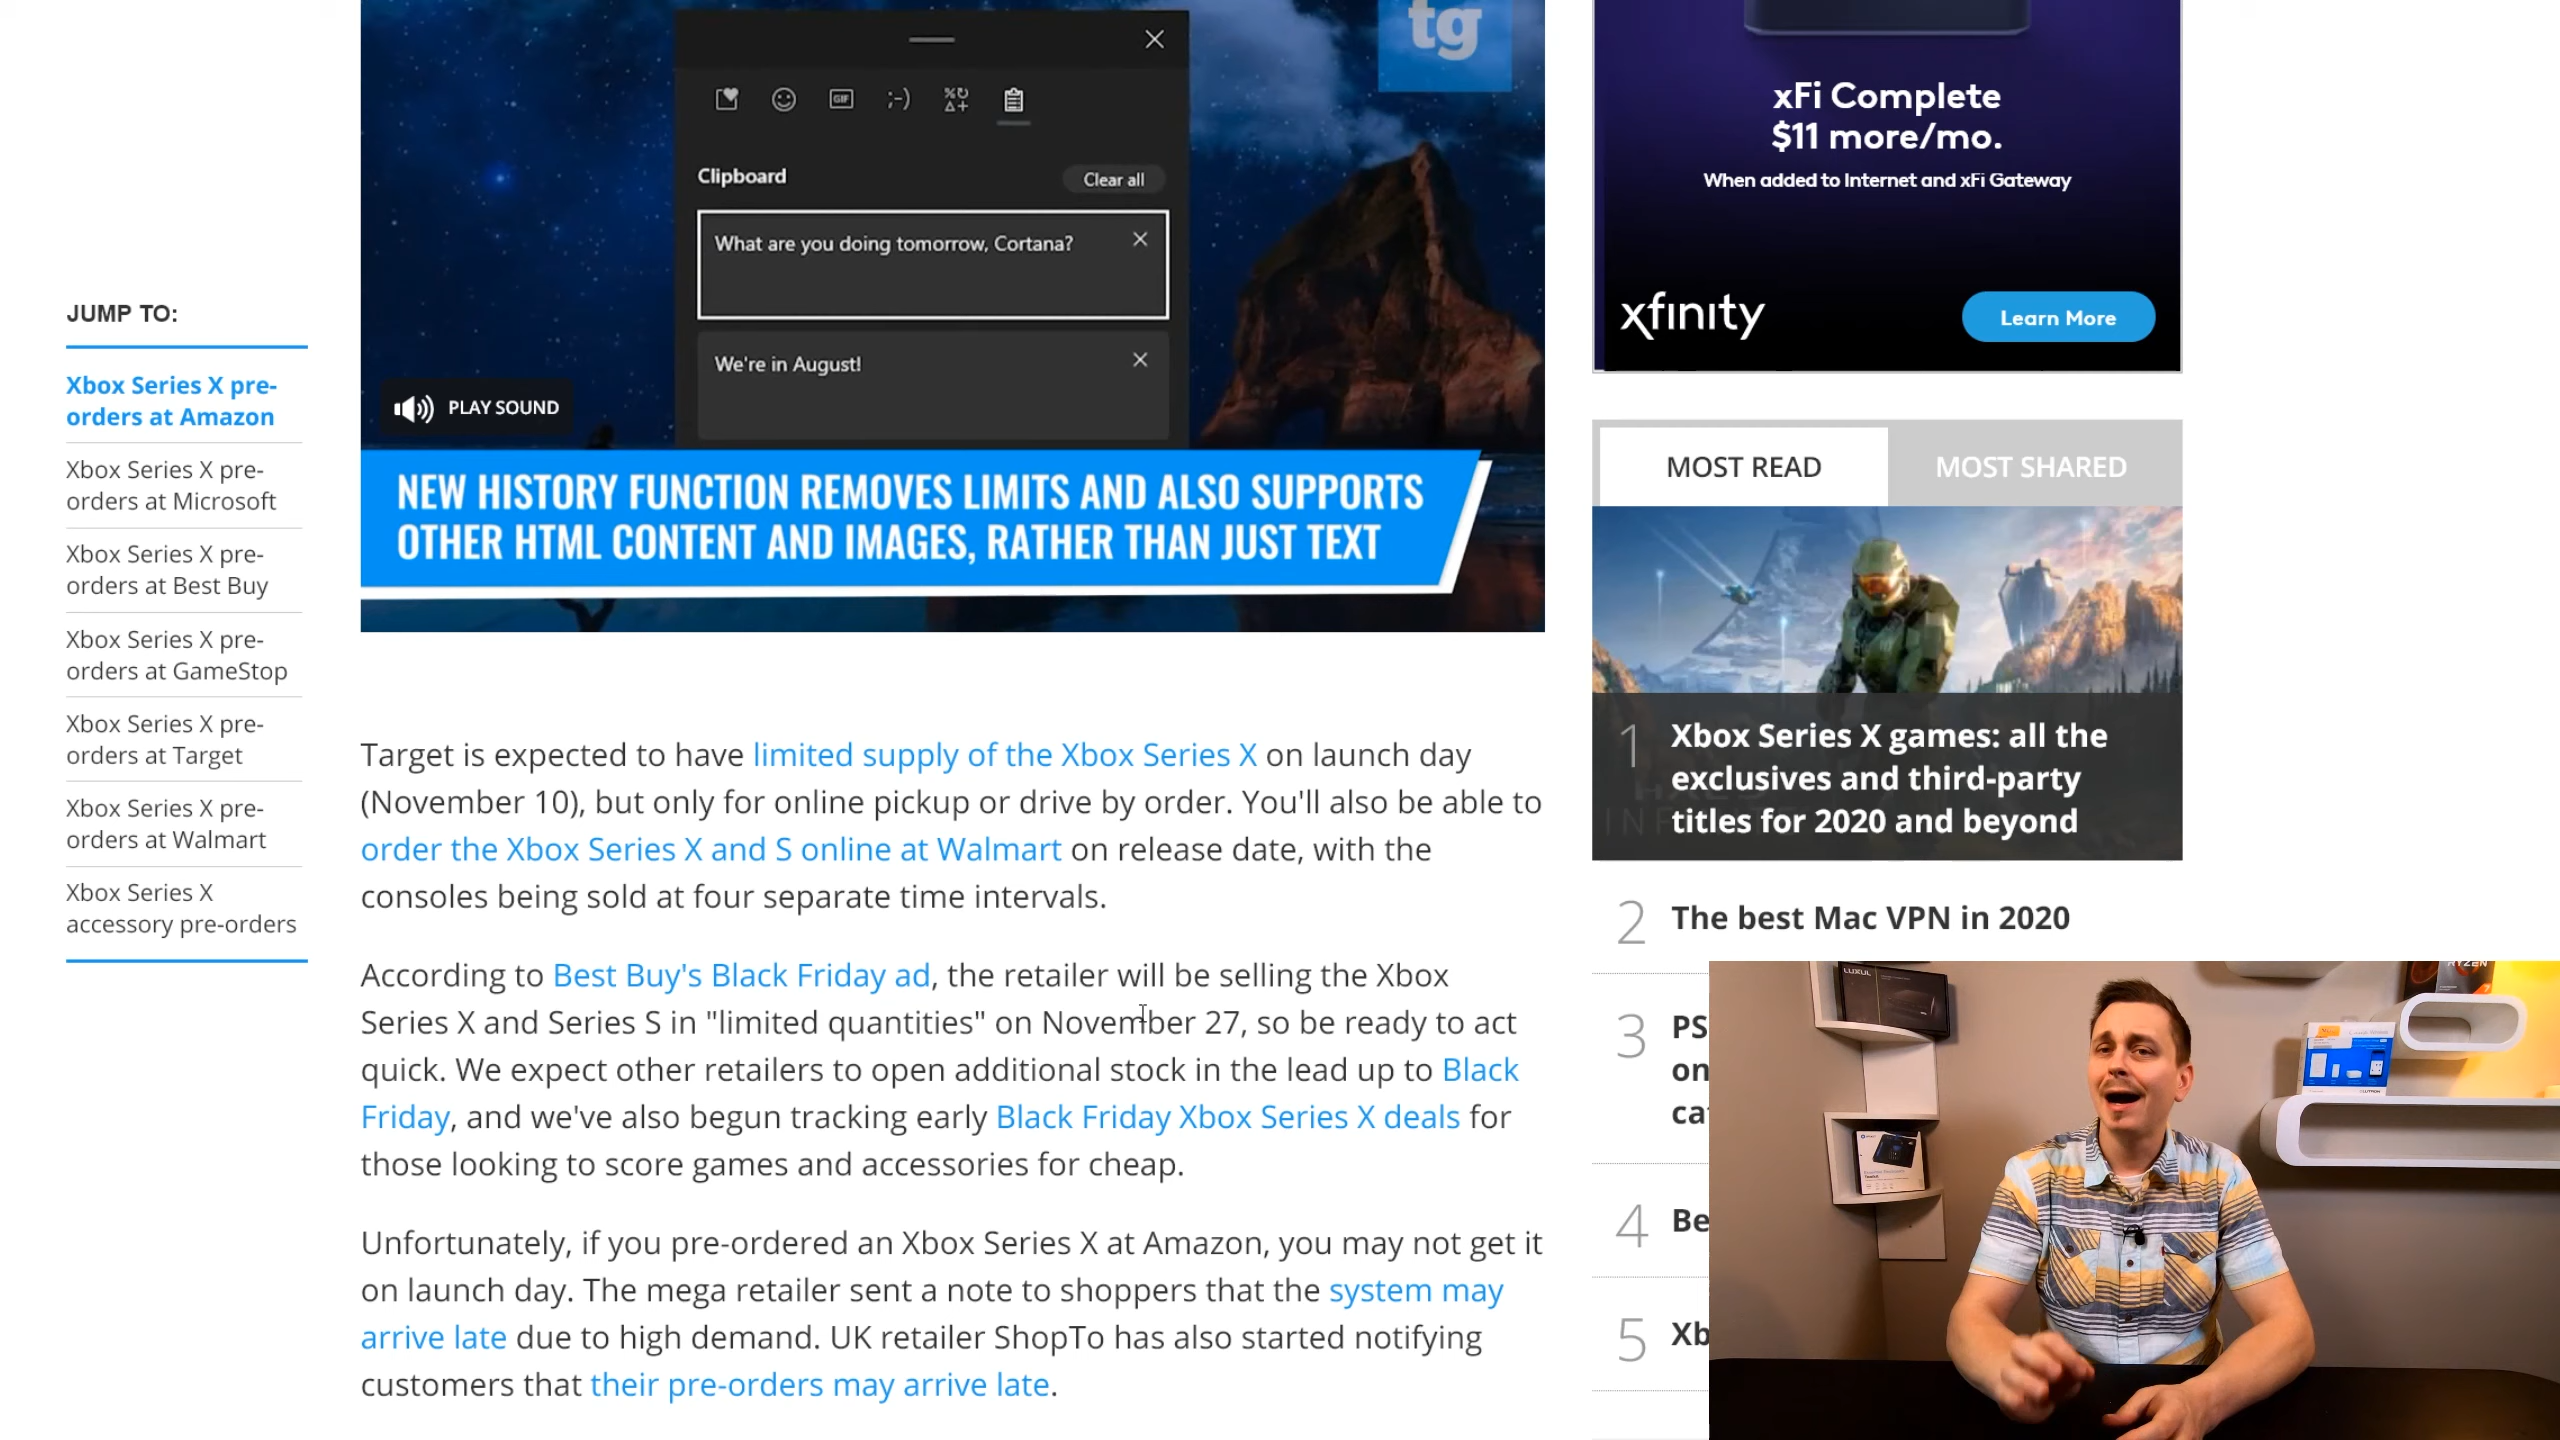 JUMP TO:
Xbox Series X pre-
orders at Amazon
Xbox Series X pre-
orders at Microsoft
Xbox Series X pre-
orders at Best Buy
Xbox Series X pre-
orders at GameStop
Xbox Series X pre-
orders at Target
Xbox Series X pre-
orders at Walmart
Xbox Series X
accessory pre-orders
tg
GIF
;-)
Clipboard
Clear all
What are you doing tomorrow, Cortana?
We're in August!
PLAY SOUND
NEW HISTORY FUNCTION REMOVES LIMITS AND ALSO SUPPORTS
OTHER HTML CONTENT AND IMAGES, RATHER THAN JUST TEXT
Target is expected to have limited supply of the Xbox Series X on launch day
(November 10), but only for online pickup or drive by order. You'll also be able to
order the Xbox Series X and S online at Walmart on release date, with the
consoles being sold at four separate time intervals.
According to Best Buy's Black Friday ad, the retailer will be selling the Xbox
Series X and Series S in "limited quantities" on November 27, so be ready to act
quick. We expect other retailers to open additional stock in the lead up to Black
Friday, and we've also begun tracking early Black Friday Xbox Series X deals for
those looking to score games and accessories for cheap.
Unfortunately, if you pre-ordered an Xbox Series X at Amazon, you may not get it
on launch day. The mega retailer sent a note to shoppers that the system may
arrive late due to high demand. UK retailer ShopTo has also started notifying
customers that their pre-orders may arrive late.
xFi Complete
$11 more/mo.
When added to Internet and xFi Gateway
xfinity
Learn More
MOST READ
MOST SHARED
1
Xbox Series X games: all the
exclusives and third-party
titles for 2020 and beyond
2
The best Mac VPN in 2020
3
PS
on
ca
4
Be
5
Xb
LUXUL
RYZEN
7
LUTRON